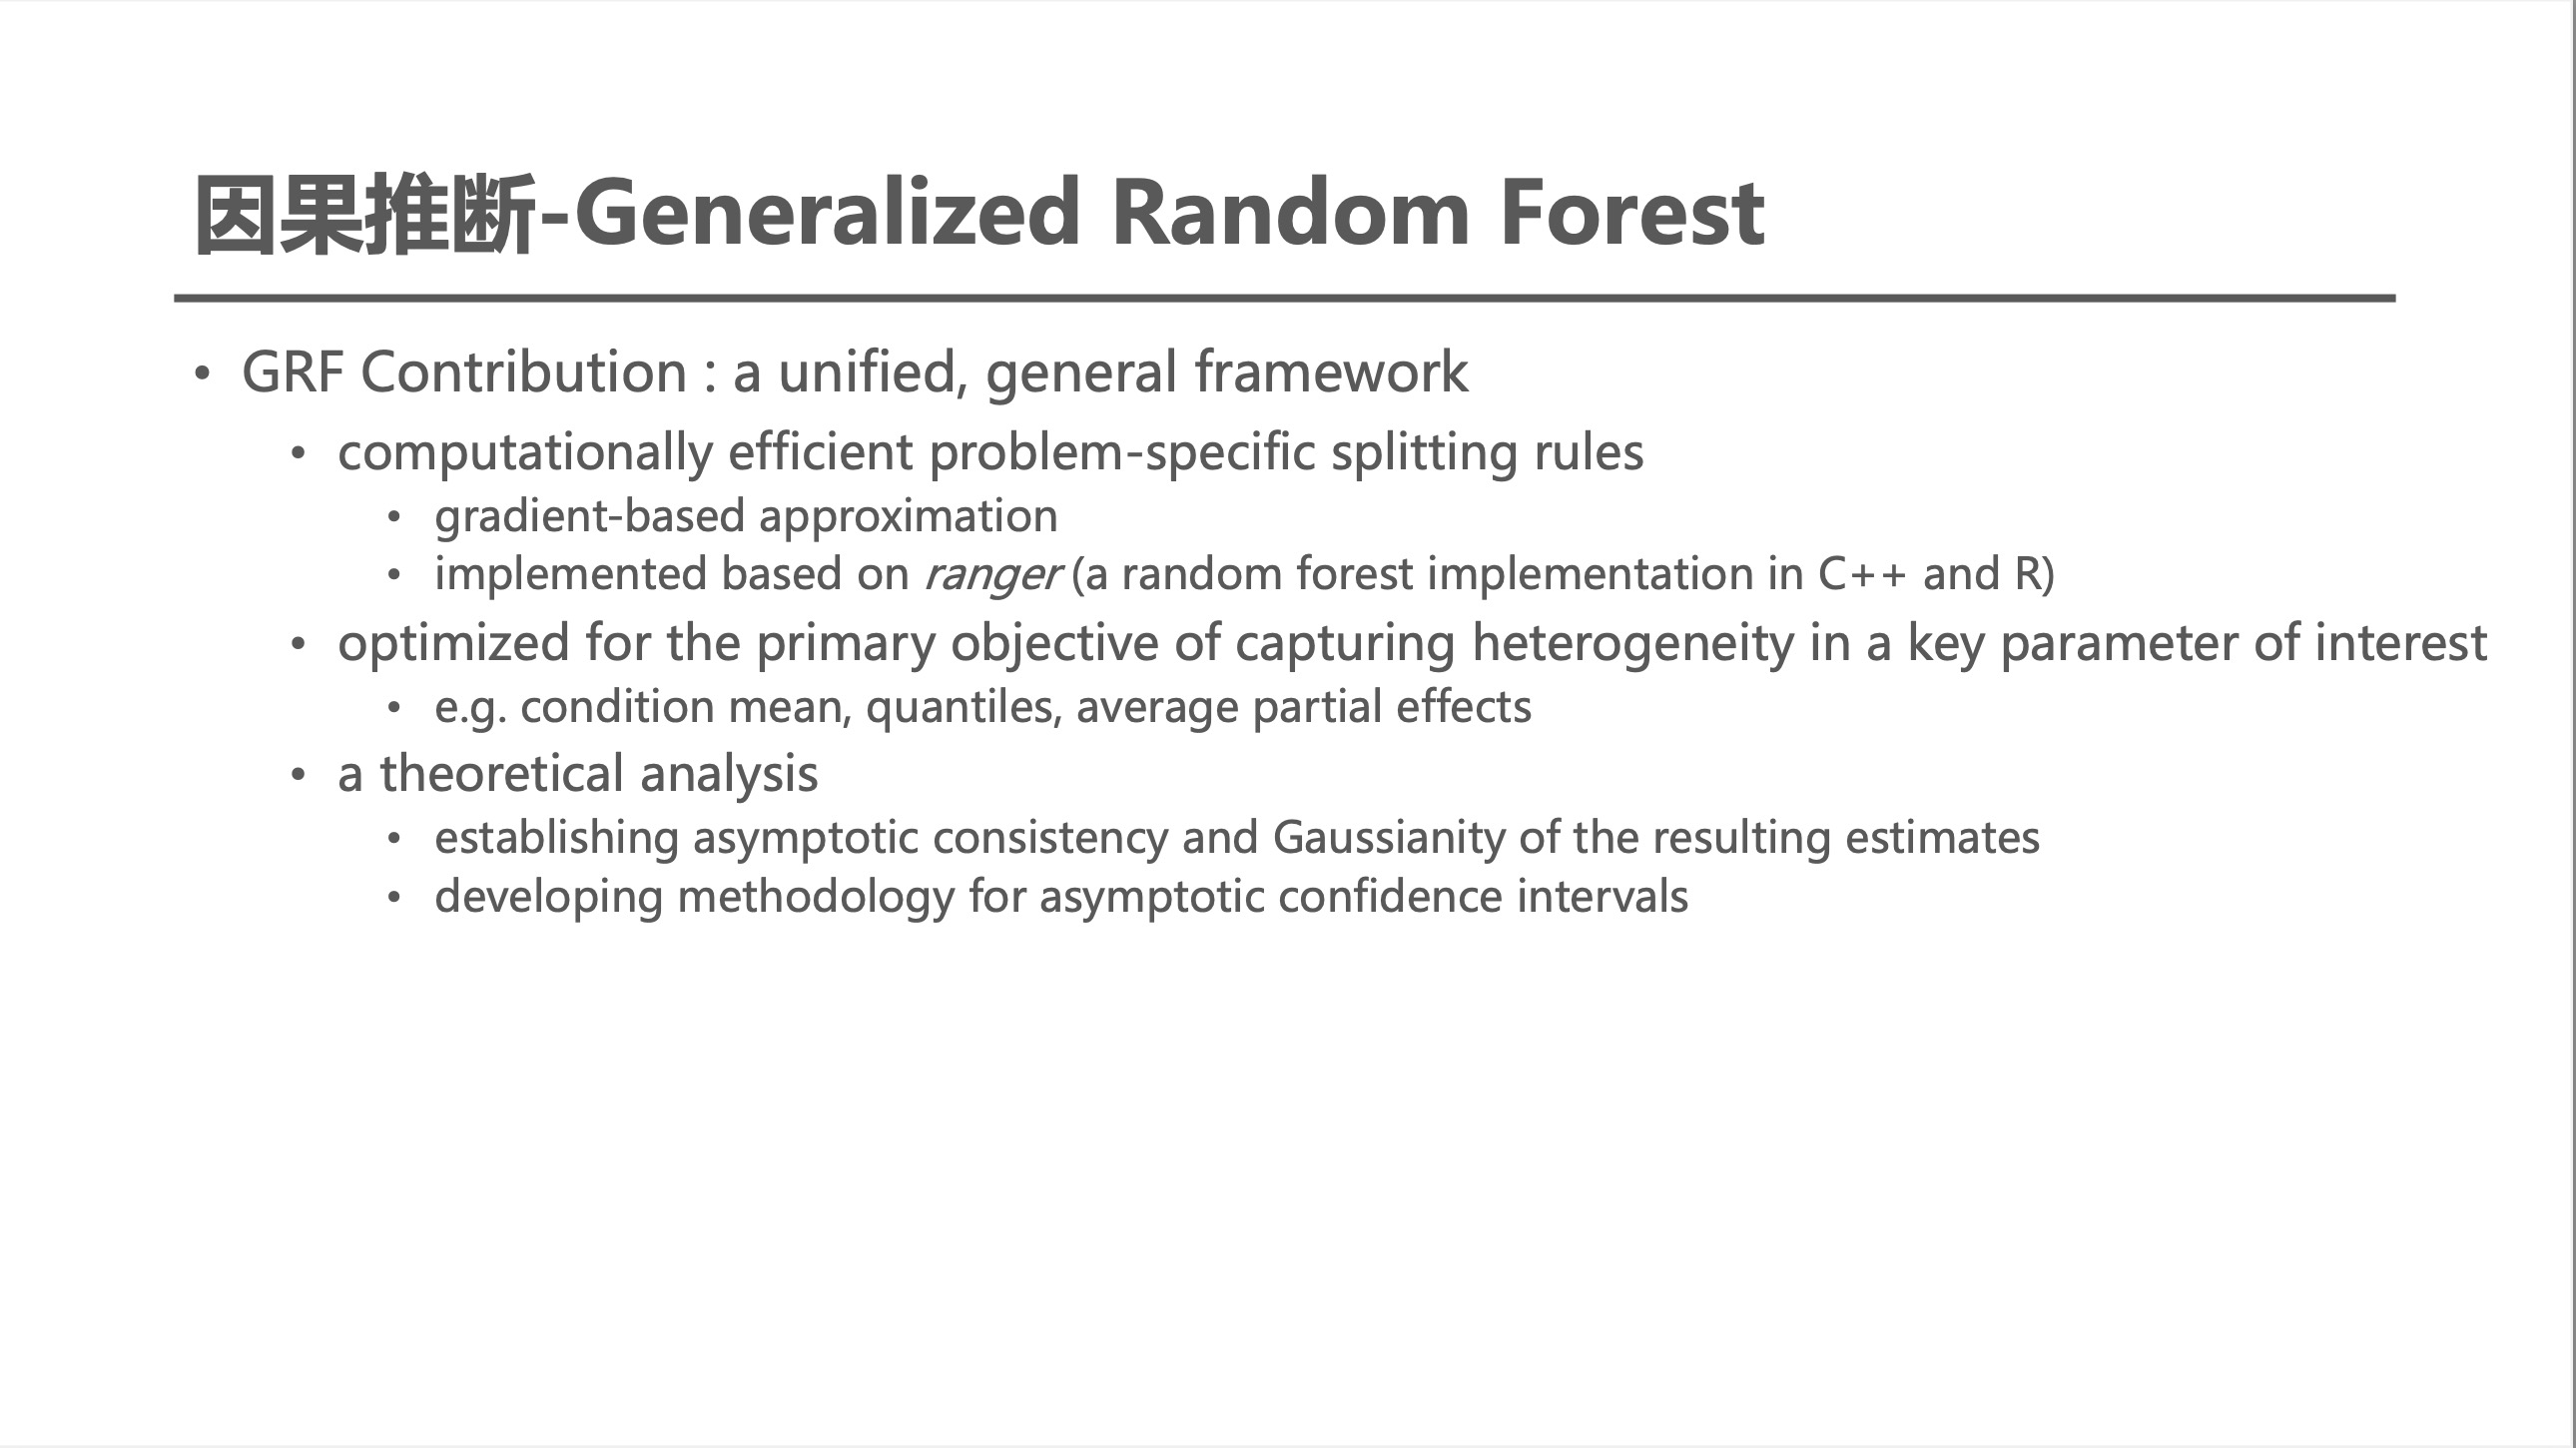 因果推断-Generalized Random Forest
• GRF Contribution : a unified, general framework
• computationally efficient problem-specific splitting rules
• gradient-based approximation
• implemented based on ranger (a random forest implementation in C++ and R)
• optimized for the primary objective of capturing heterogeneity in a key parameter of interest
• e.g. condition mean, quantiles, average partial effects
• a theoretical analysis
• establishing asymptotic consistency and Gaussianity of the resulting estimates
• developing methodology for asymptotic confidence intervals